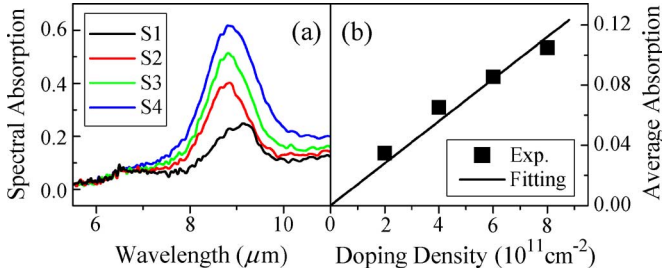 Spectral Absorption
0.6
0.4
0.2
0.0
S1
S2
S3
S4
(a)
6
8
10
Wavelength (μm)
(b)
Exp.
Fitting
0
2
4
6
8
Doping Density (10¹¹cm⁻²)
0.12
0.08
0.04
0.00
Average Absorption